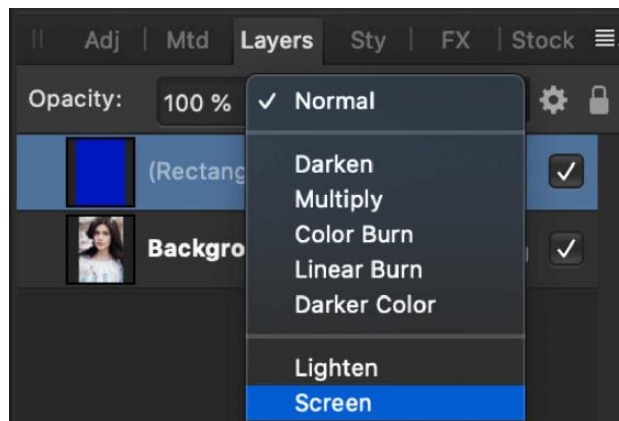 Adj | Mtd Layers Sty | FX | Stock
Opacity: 100 % ✓ Normal
(Rectang
Darken
Multiply
Backgro
Color Burn
Linear Burn
Darker Color
Lighten
Screen